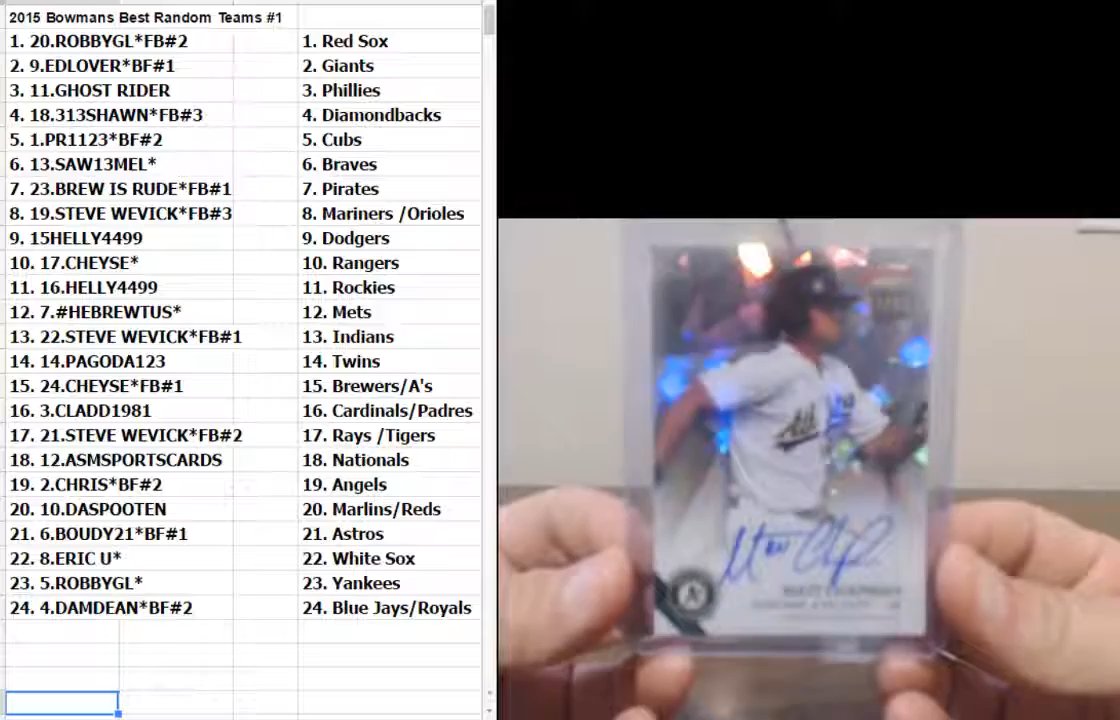 2015 Bowmans Best Random Teams #1
1. 20.ROBBYGL*FB#2 1. Red Sox
2. 9.EDLOVER*BF#1 2. Giants
3. 11.GHOST RIDER 3. Phillies
4. 18.313SHAWN*FB#3 4. Diamondbacks
5. 1.PR1123*BF#2 5. Cubs
6. 13.SAW13MEL* 6. Braves
7. 23.BREW IS RUDE*FB#1 7. Pirates
8. 19.STEVE WEVICK*FB#3 8. Mariners /Orioles
9. 15HELLY4499 9. Dodgers
10. 17.CHEYSE* 10. Rangers
11. 16.HELLY4499 11. Rockies
12. 7.#HEBREWTUS* 12. Mets
13. 22.STEVE WEVICK*FB#1 13. Indians
14. 14.PAGODA123 14. Twins
15. 24.CHEYSE*FB#1 15. Brewers/A's
16. 3.CLADD1981 16. Cardinals/Padres
17. 21.STEVE WEVICK*FB#2 17. Rays /Tigers
18. 12.ASMSPORTSCARDS 18. Nationals
19. 2.CHRIS*BF#2 19. Angels
20. 10.DASPOOTEN 20. Marlins/Reds
21. 6.BOUDY21*BF#1 21. Astros
22. 8.ERIC U* 22. White Sox
23. 5.ROBBYGL* 23. Yankees
24. 4.DAMDEAN*BF#2 24. Blue Jays/Royals
MATT CHAPMAN